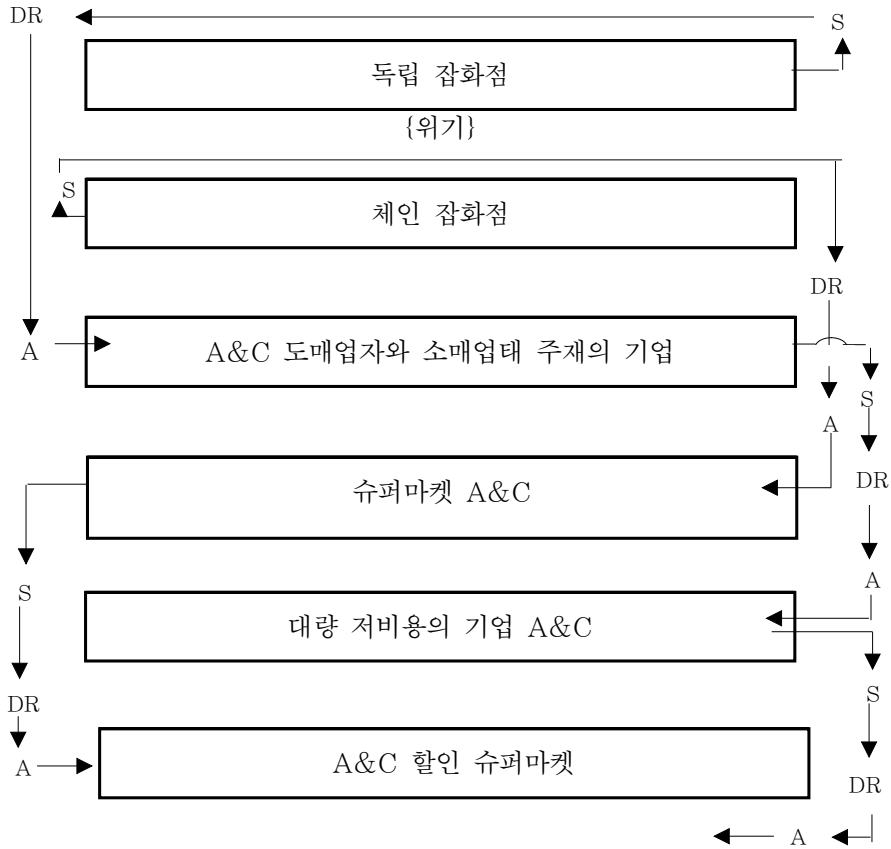 DR
S
독립 잡화점
{위기}
S
체인 잡화점
DR
A
A&C 도매업자와 소매업태 주재의 기업
S
A
슈퍼마켓 A&C
DR
S
A
대량 저비용의 기업 A&C
S
DR
A
A&C 할인 슈퍼마켓
DR
A